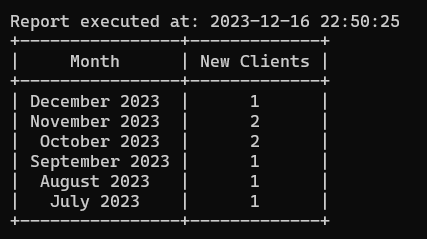 Report executed at: 2023-12-16 22:50:25
+----------------+-------------+
|     Month      | New Clients |
+----------------+-------------+
| December 2023  |      1      |
| November 2023  |      2      |
|  October 2023  |      2      |
| September 2023 |      1      |
|  August 2023   |      1      |
|   July 2023    |      1      |
+----------------+-------------+